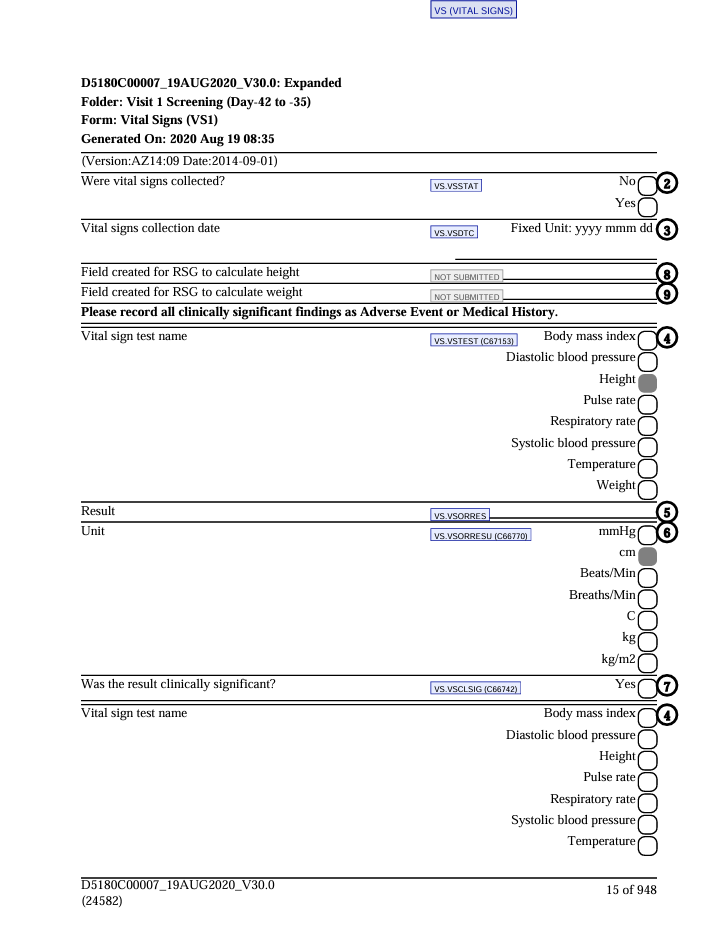 VS (VITAL SIGNS)
D5180C00007_19AUG2020_V30.0: Expanded
Folder: Visit 1 Screening (Day-42 to -35)
Form: Vital Signs (VS1)
Generated On: 2020 Aug 19 08:35
(Version:AZ14:09 Date:2014-09-01)
Were vital signs collected? VS.VSSTAT No 2
Yes
Vital signs collection date VS.VSDTC Fixed Unit: yyyy mmm dd 3
Field created for RSG to calculate height NOT SUBMITTED 8
Field created for RSG to calculate weight NOT SUBMITTED 9
Please record all clinically significant findings as Adverse Event or Medical History.
Vital sign test name VS.VSTEST (C67153) Body mass index 4
Diastolic blood pressure
Height
Pulse rate
Respiratory rate
Systolic blood pressure
Temperature
Weight
Result VS.VSORRES 5
Unit VS.VSORRESU (C66770) mmHg 6
cm
Beats/Min
Breaths/Min
C
kg
kg/m2
Was the result clinically significant? VS.VSCLSIG (C66742) Yes 7
Vital sign test name Body mass index 4
Diastolic blood pressure
Height
Pulse rate
Respiratory rate
Systolic blood pressure
Temperature
D5180C00007_19AUG2020_V30.0 15 of 948
(24582)